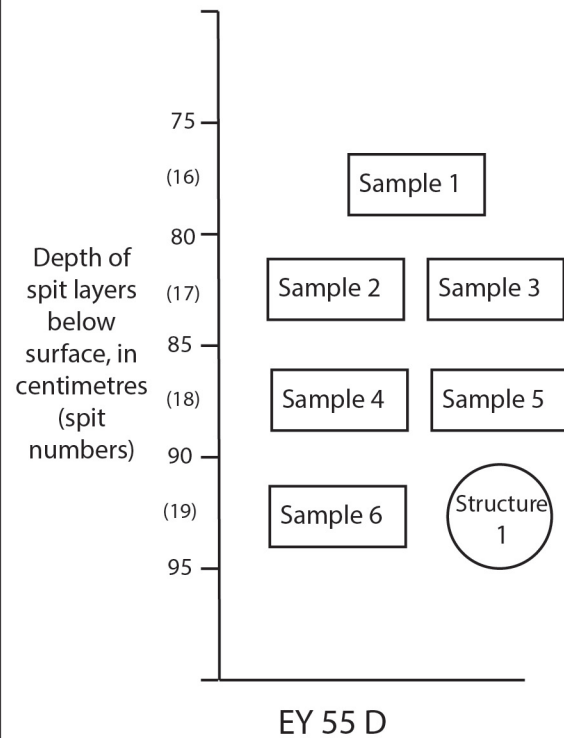 75
(16)
Sample 1
80
Depth of
spit layers
below
surface, in
centimetres
(spit
numbers)
(17)
Sample 2
Sample 3
85
(18)
Sample 4
Sample 5
90
(19)
Sample 6
Structure
1
95
EY 55 D